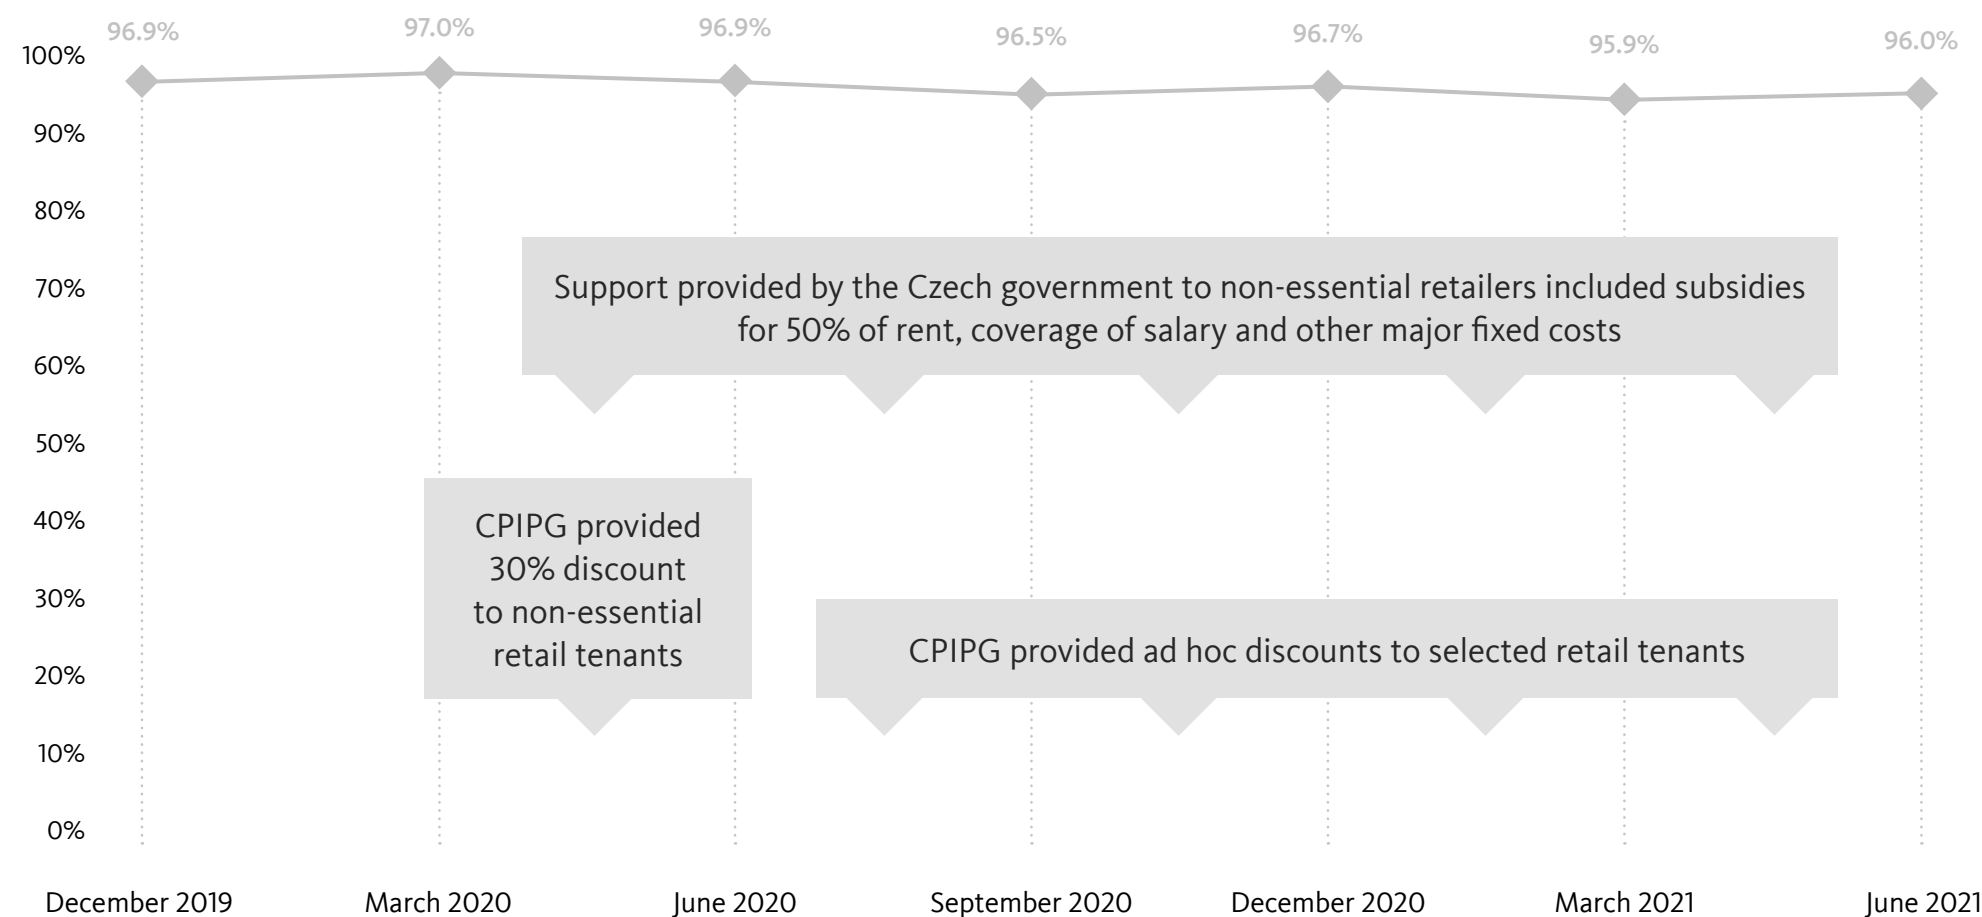 96.9%
97.0%
96.9%
96.5%
96.7%
95.9%
96.0%
100%
90%
80%
70%
60%
50%
40%
30%
20%
10%
0%
Support provided by the Czech government to non-essential retailers included subsidies
for 50% of rent, coverage of salary and other major fixed costs
CPIPG provided
30% discount
to non-essential
retail tenants
CPIPG provided ad hoc discounts to selected retail tenants
December 2019
March 2020
June 2020
September 2020
December 2020
March 2021
June 2021